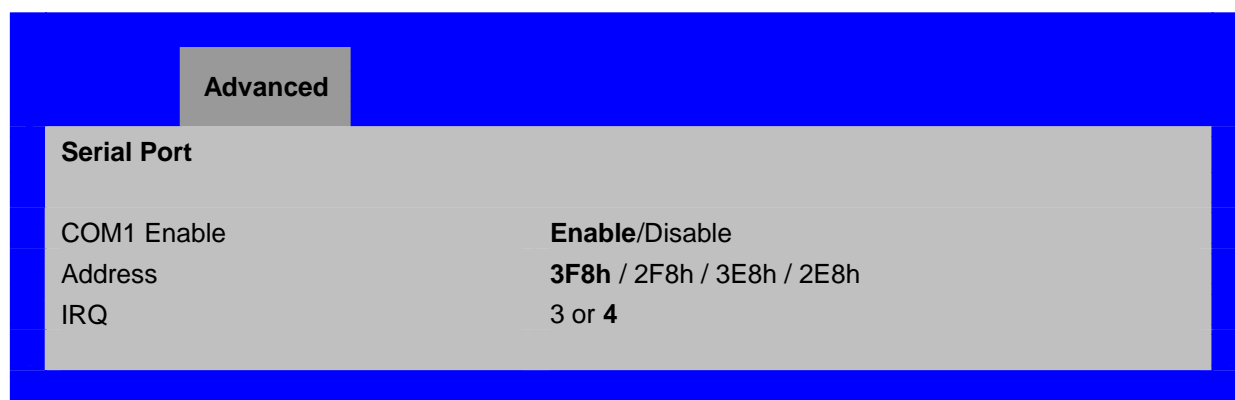 Advanced
Serial Port
COM1 Enable Enable/Disable
Address 3F8h / 2F8h / 3E8h / 2E8h
IRQ 3 or 4